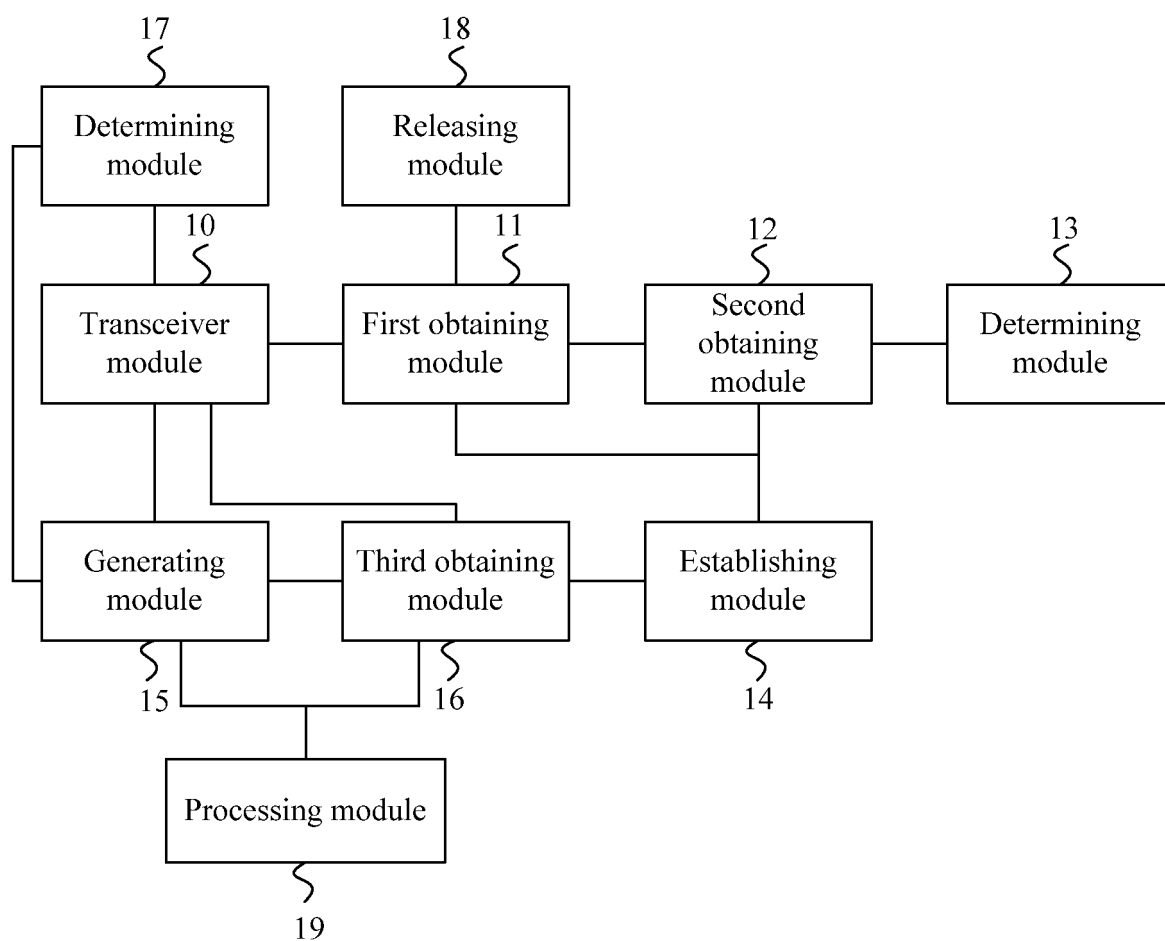 17
18
Determining
module
Releasing
module
10
11
12
13
Transceiver
module
First obtaining
module
Second
obtaining
module
Determining
module
Generating
module
Third obtaining
module
Establishing
module
15
16
14
Processing module
19